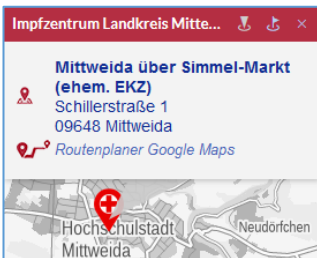 Impfzentrum Landkreis Mitte...
Mittweida über Simmel-Markt
(ehem. EKZ)
Schillerstraße 1
09648 Mittweida
Routenplaner Google Maps
Hochschulstadt
Mittweida
Neudörfchen